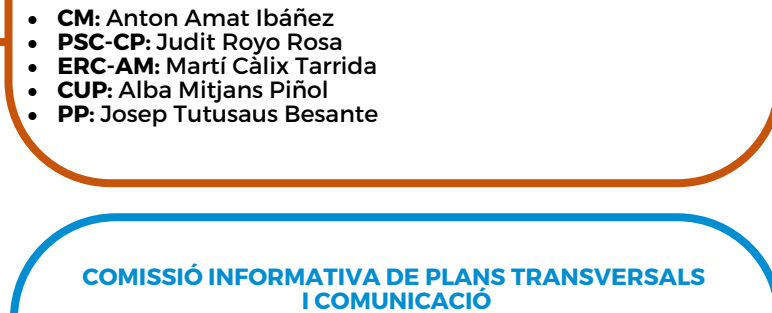 • CM: Anton Amat Ibáñez
• PSC-CP: Judit Royo Rosa
• ERC-AM: Martí Càlix Tarrida
• CUP: Alba Mitjans Piñol
• PP: Josep Tutusaus Besante
COMISSIÓ INFORMATIVA DE PLANS TRANSVERSALS
I COMUNICACIÓ